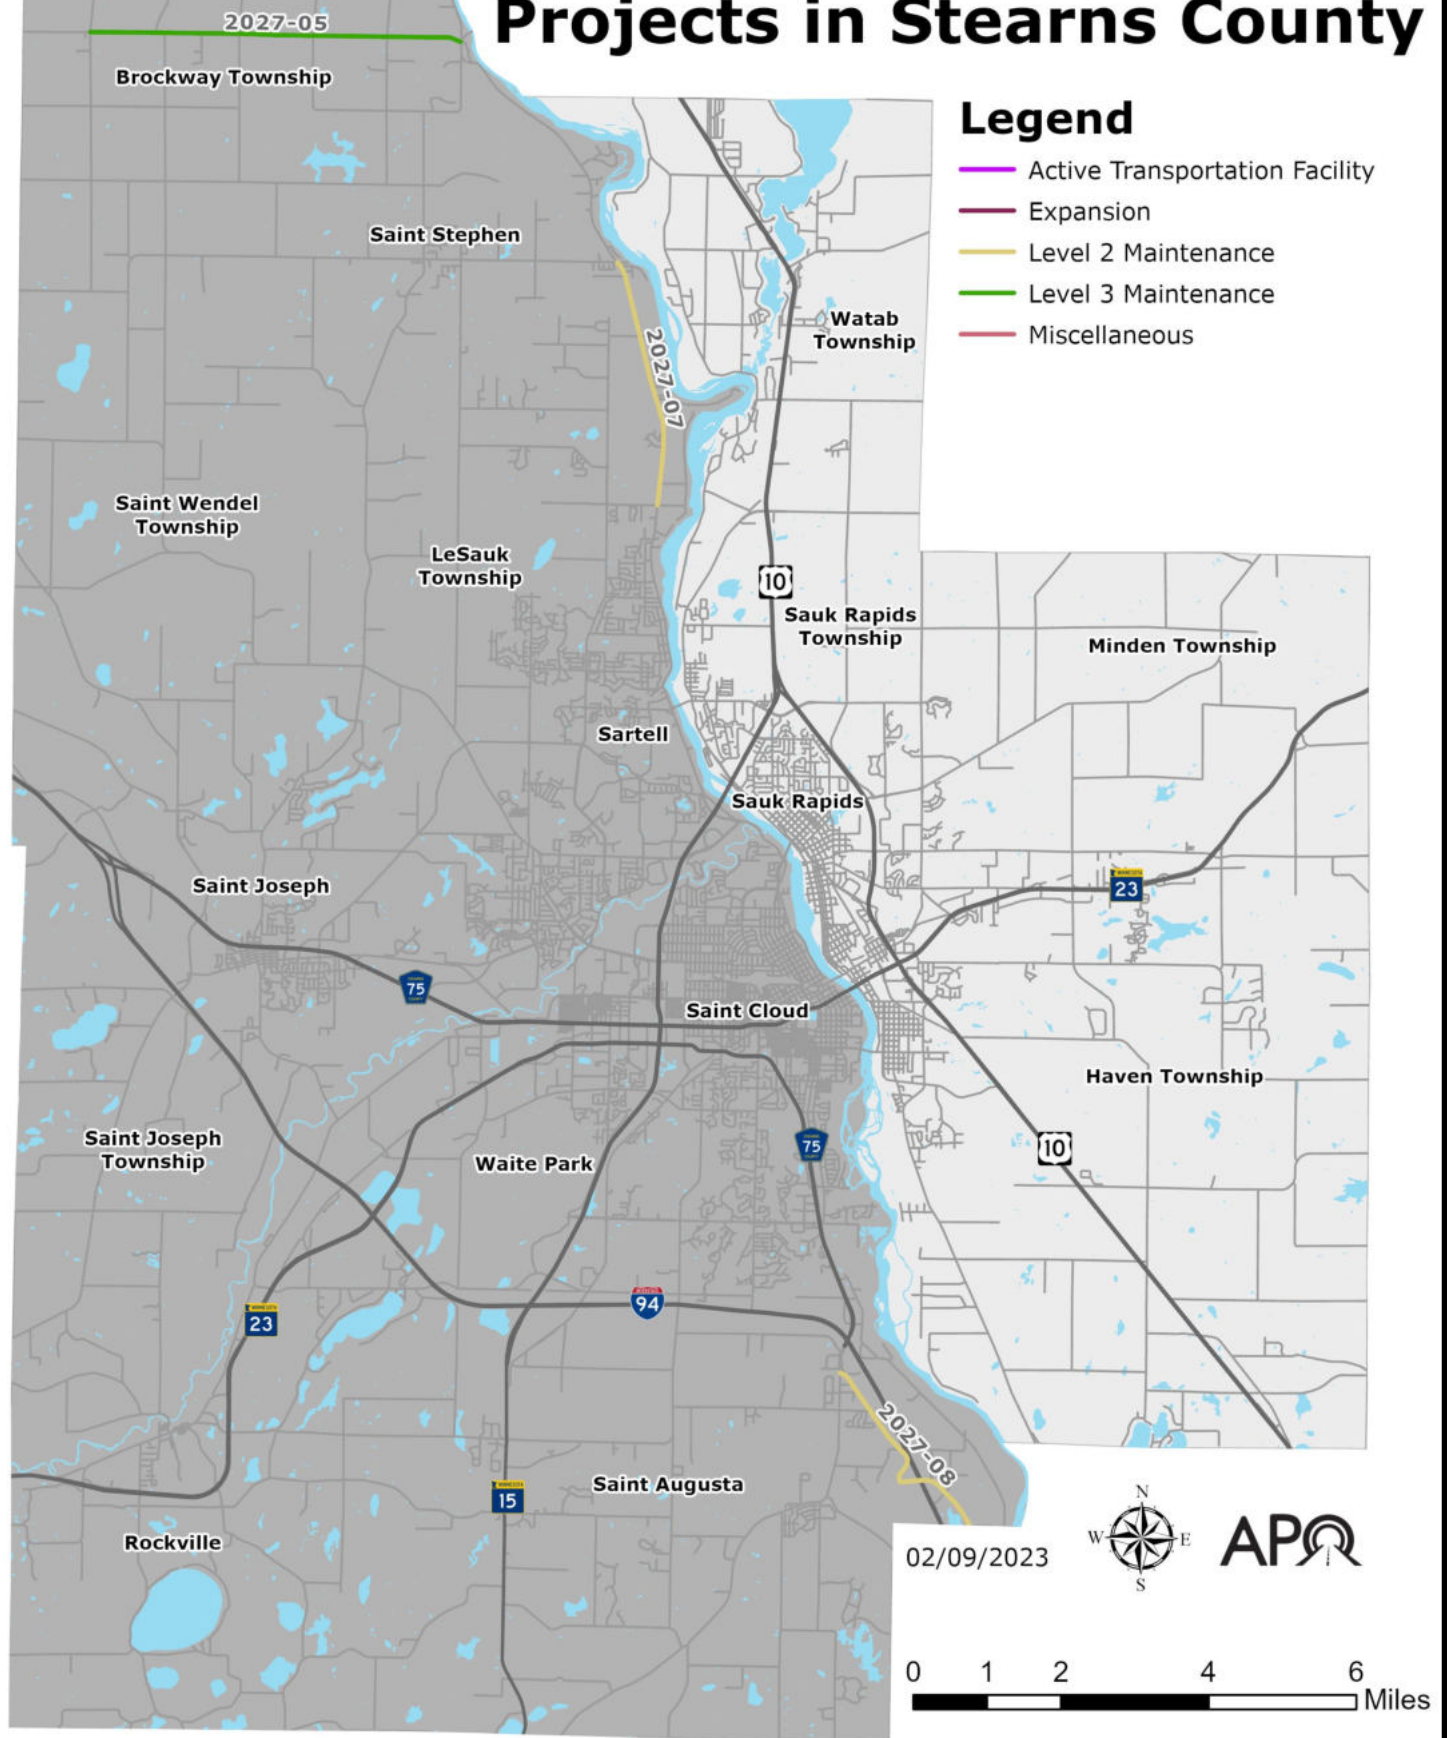 Projects in Stearns County
2027-05
Brockway Township
Legend
Active Transportation Facility
Expansion
Level 2 Maintenance
Level 3 Maintenance
Miscellaneous
Saint Stephen
Watab
Township
2027-07
Saint Wendel
Township
LeSauk
Township
10
Sauk Rapids
Township
Minden Township
Sartell
Sauk Rapids
Saint Joseph
MINNESOTA
23
75
Saint Cloud
Haven Township
Saint Joseph
Township
Waite Park
75
10
MINNESOTA
23
94
2027-08
Saint Augusta
MINNESOTA
15
Rockville
02/09/2023
N
W
E
S
APO
0 1 2 4 6
Miles